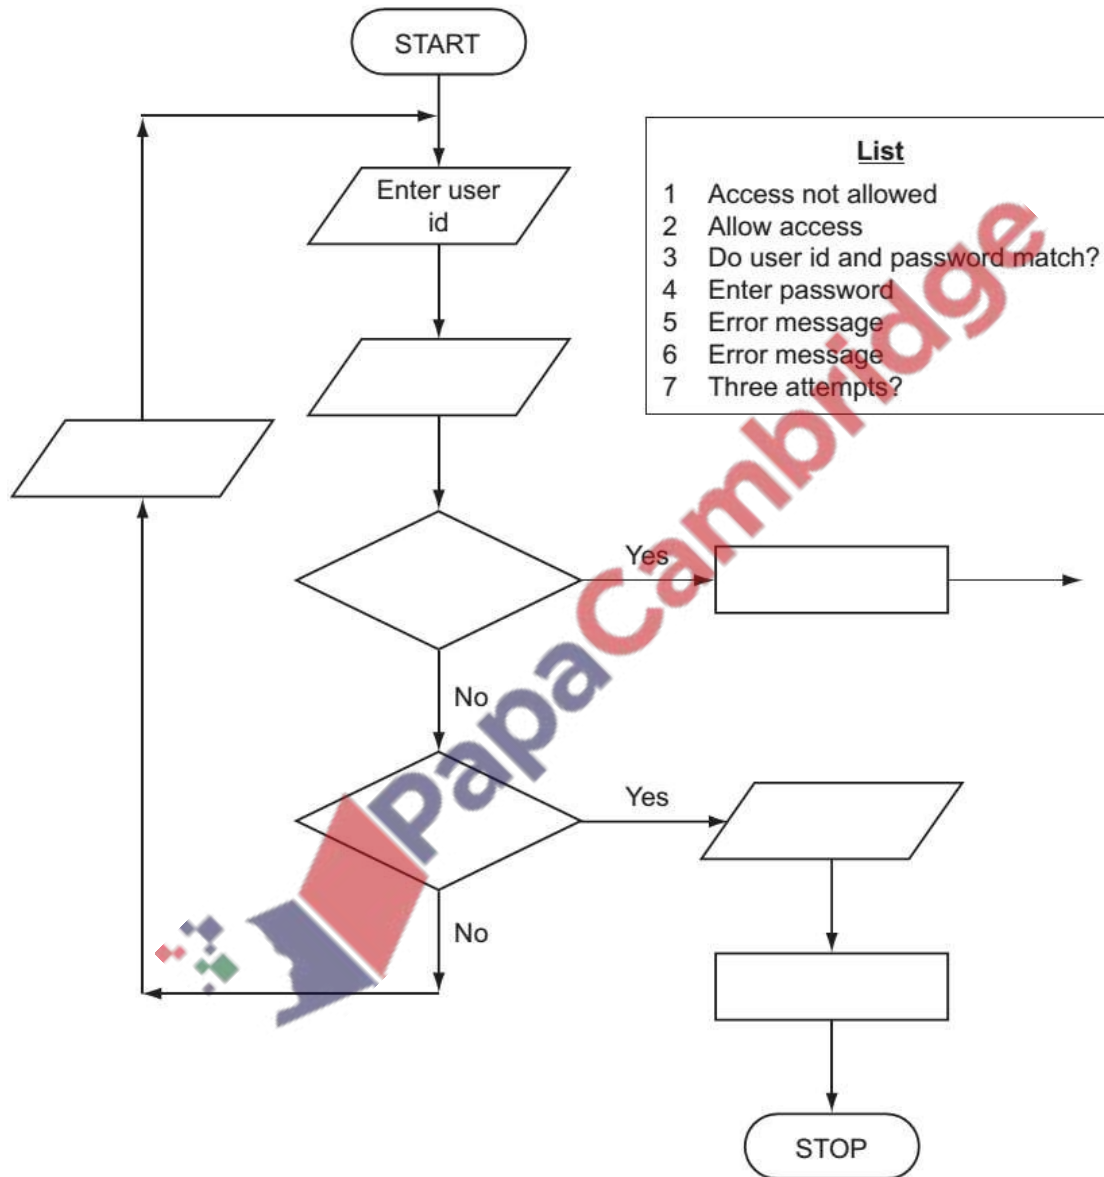 START
Enter user
id
List
1 Access not allowed
2 Allow access
3 Do user id and password match?
4 Enter password
5 Error message
6 Error message
7 Three attempts?
Yes
No
Yes
No
STOP
PapaCambridge